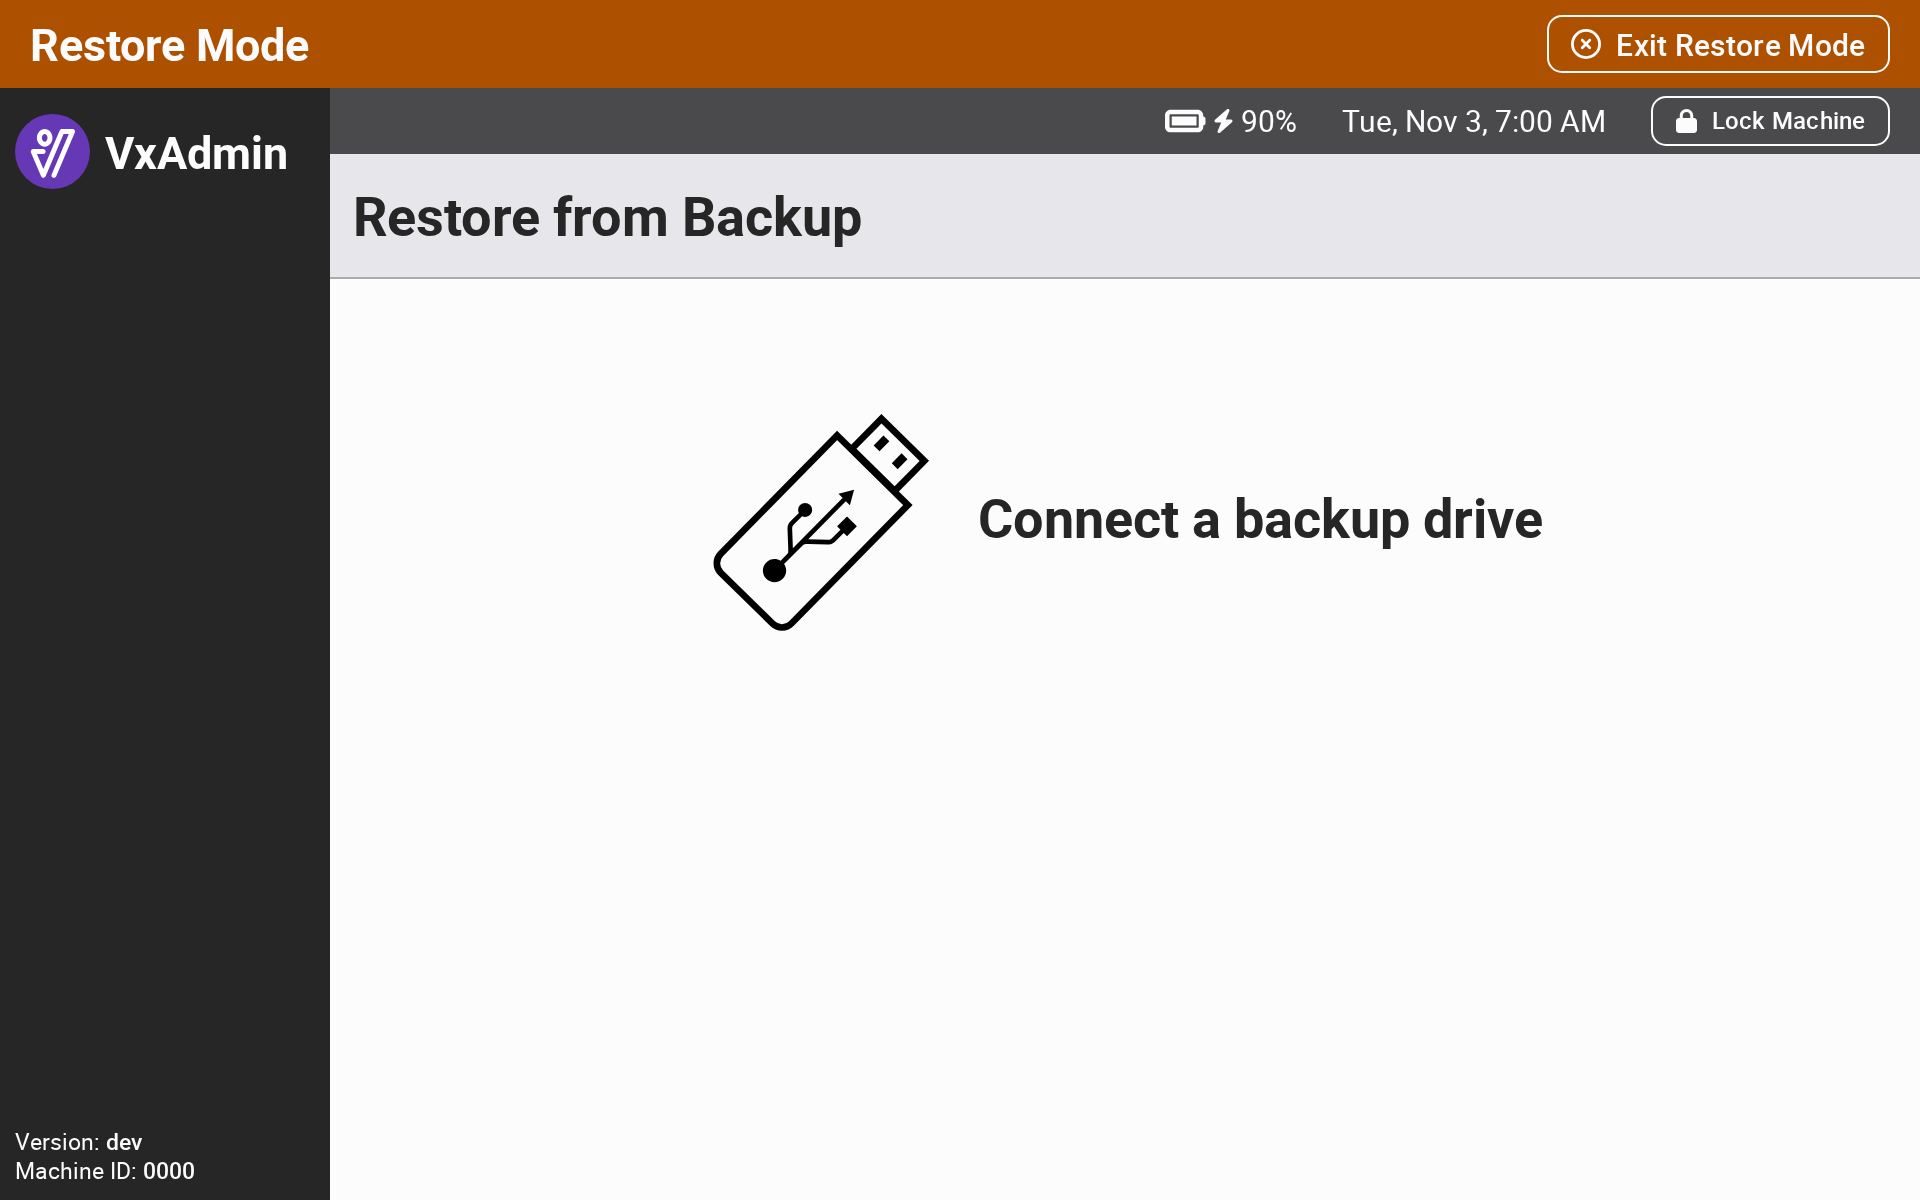 Restore Mode
Exit Restore Mode
VxAdmin
90%
Tue, Nov 3, 7:00 AM
Lock Machine
Restore from Backup
Connect a backup drive
Version: dev
Machine ID: 0000